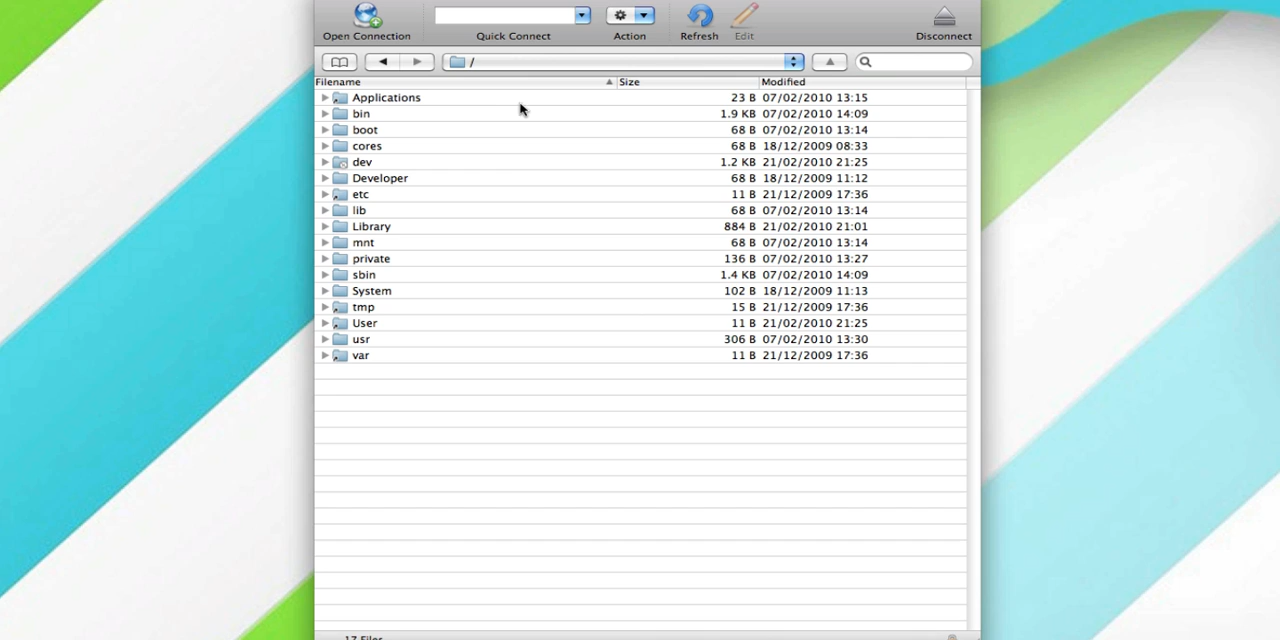 Open Connection Quick Connect Action Refresh Edit Disconnect
/
Filename Size Modified
Applications 23 B 07/02/2010 13:15
bin 1.9 KB 07/02/2010 14:09
boot 68 B 07/02/2010 13:14
cores 68 B 18/12/2009 08:33
dev 1.2 KB 21/02/2010 21:25
Developer 68 B 18/12/2009 11:12
etc 11 B 21/12/2009 17:36
lib 68 B 07/02/2010 13:14
Library 884 B 21/02/2010 21:01
mnt 68 B 07/02/2010 13:14
private 136 B 07/02/2010 13:27
sbin 1.4 KB 07/02/2010 14:09
System 102 B 18/12/2009 11:13
tmp 15 B 21/12/2009 17:36
User 11 B 21/02/2010 21:25
usr 306 B 07/02/2010 13:30
var 11 B 21/12/2009 17:36
17 Files